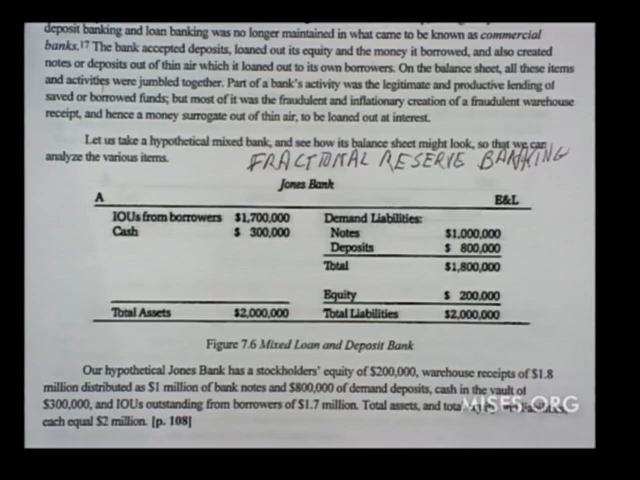 deposit banking and loan banking was no longer maintained in what came to be known as commercial
banks.17 The bank accepted deposits, loaned out its equity and the money it borrowed, and also created
notes or deposits out of thin air which it loaned out to its own borrowers. On the balance sheet, all these items
and activities were jumbled together. Part of a bank's activity was the legitimate and productive lending of
saved or borrowed funds; but most of it was the fraudulent and inflationary creation of a fraudulent warehouse
receipt, and hence a money surrogate out of thin air, to be loaned out at interest.
Let us take a hypothetical mixed bank, and see how its balance sheet might look, so that we can
analyze the various items. FRACTIONAL RESERVE BANKING
Jones Bank
A E&L
IOUs from borrowers $1,700,000 Demand Liabilities:
Cash $ 300,000 Notes $1,000,000
Deposits $ 800,000
Total $1,800,000
Equity $ 200,000
Total Assets $2,000,000 Total Liabilities $2,000,000
Figure 7.6 Mixed Loan and Deposit Bank
Our hypothetical Jones Bank has a stockholders' equity of $200,000, warehouse receipts of $1.8
million distributed as $1 million of bank notes and $800,000 of demand deposits, cash in the vault of
$300,000, and IOUs outstanding from borrowers of $1.7 million. Total assets, and
MISES.ORG
each equal $2 million. [p. 108]